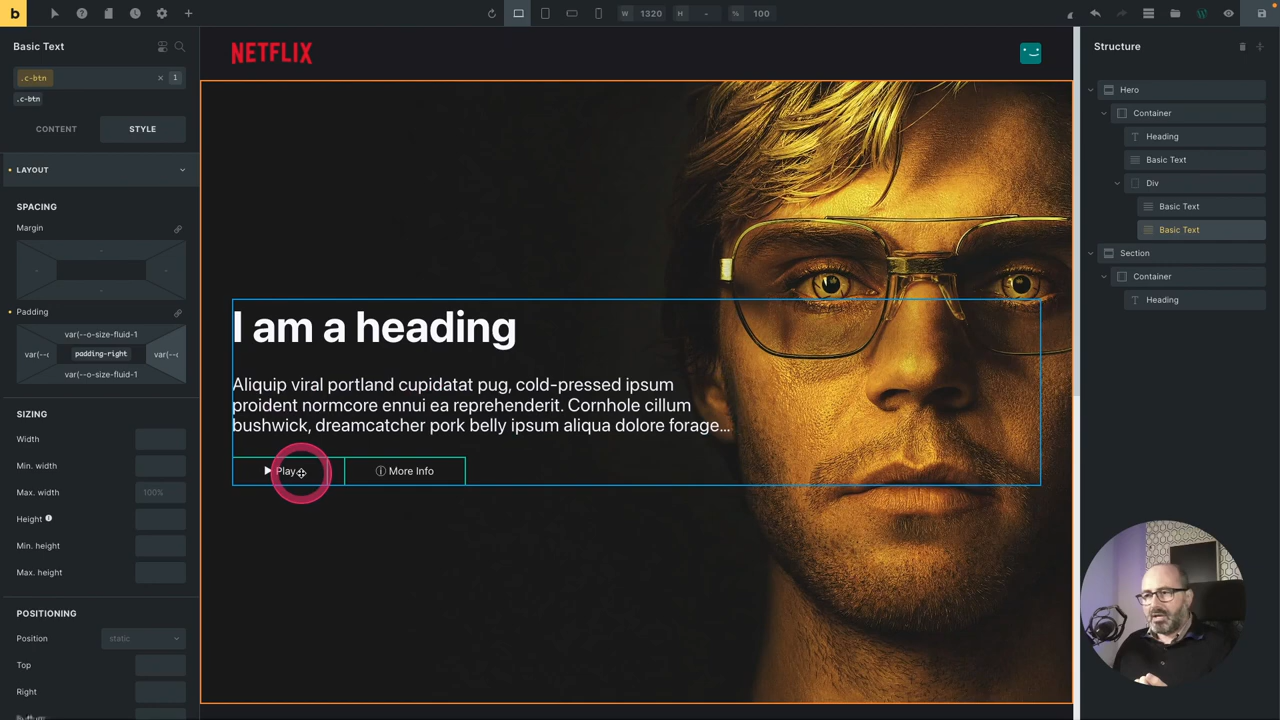 b
W 1320 H - % 100
Basic Text
.c-btn
1
.c-btn
CONTENT
STYLE
LAYOUT
SPACING
Margin
Padding
var(--o-size-fluid-1
var(--(
padding-right
var(--(
var(--o-size-fluid-1
SIZING
Width
Min. width
Max. width
100%
Height
Min. height
Max. height
POSITIONING
Position
static
Top
Right
NETFLIX
I am a heading
Aliquip viral portland cupidatat pug, cold-pressed ipsum
proident normcore ennui ea reprehenderit. Cornhole cillum
bushwick, dreamcatcher pork belly ipsum aliqua dolore forage...
Play
More Info
Structure
Hero
Container
Heading
Basic Text
Div
Basic Text
Basic Text
Section
Container
Heading